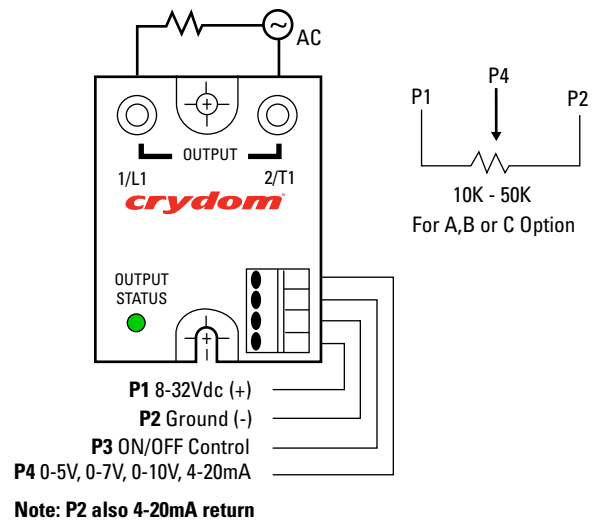 AC
OUTPUT
1/L1 2/T1
crydom
OUTPUT
STATUS
P1 8-32Vdc (+)
P2 Ground (-)
P3 ON/OFF Control
P4 0-5V, 0-7V, 0-10V, 4-20mA
Note: P2 also 4-20mA return
P4
P1 P2
10K - 50K
For A,B or C Option